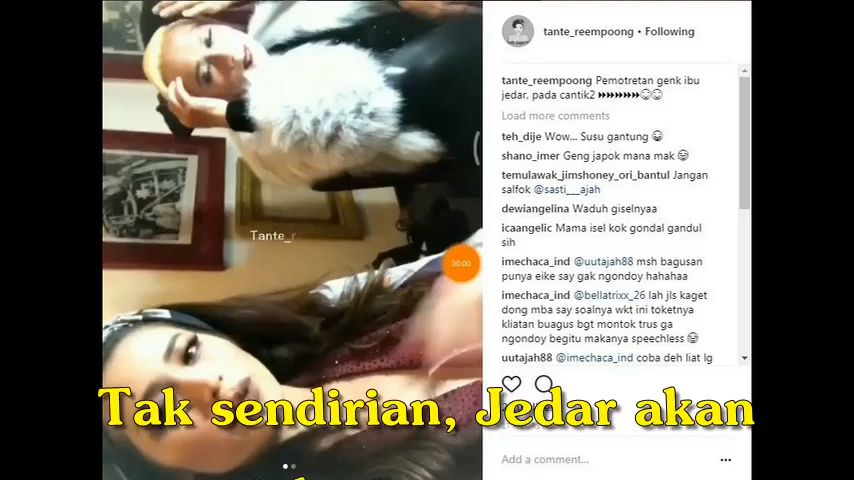 tante_reempoong • Following
tante_reempoong Pemotretan genk ibu
jedar. pada cantik2
Load more comments
teh_dije Wow... Susu gantung
shano_imer Geng japok mana mak
temulawak_jimshoney_ori_bantul Jangan
salfok @sasti___ajah
dewiangelina Waduh giselnyaa
icaangelic Mama isel kok gondal gandul
sih
imechaca_ind @uutajah88 msh bagusan
punya eike say gak ngondoy hahahaa
imechaca_ind @bellatrixx_26 lah jls kaget
dong mba say soalnya wkt ini toketnya
kliatan buagus bgt montok trus ga
ngondoy begitu makanya speechless
uutajah88 @imechaca_ind coba deh liat lg
Tante_r
00:00
Tak sendirian, Jedar akan
Add a comment...